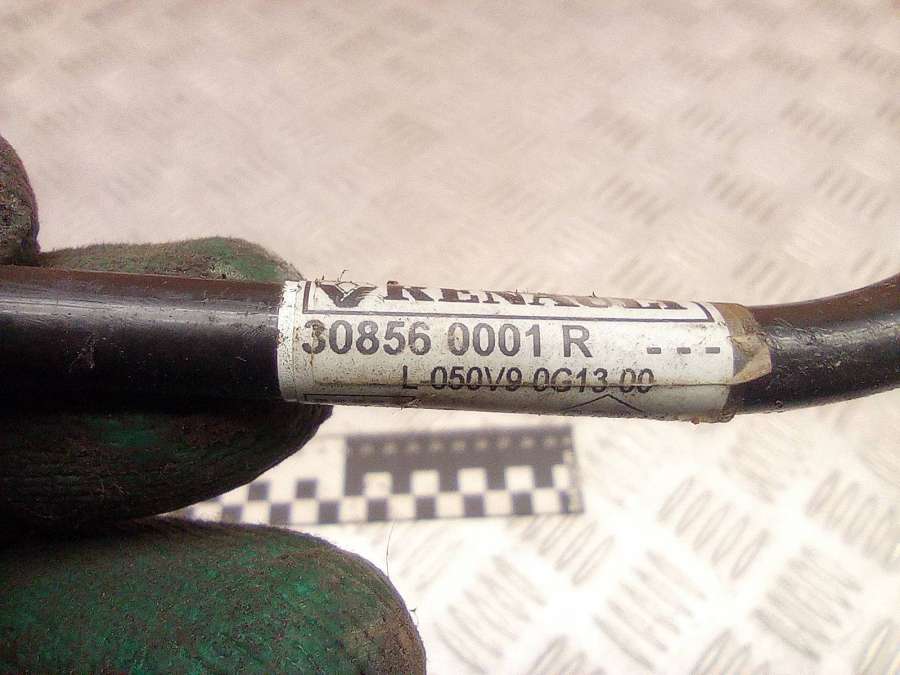 RENAULT
30856 0001 R ---
L 050V9 0G13 00